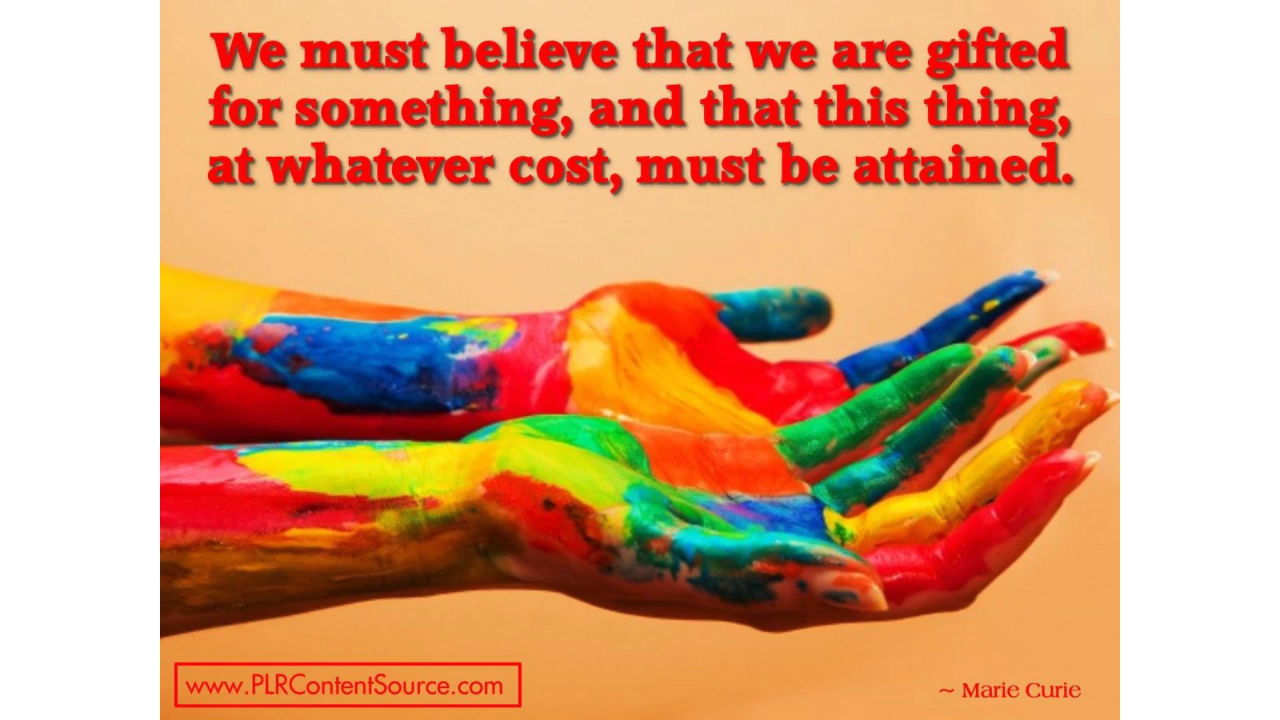 We must believe that we are gifted
for something, and that this thing,
at whatever cost, must be attained.
www.PLRContentSource.com
~ Marie Curie